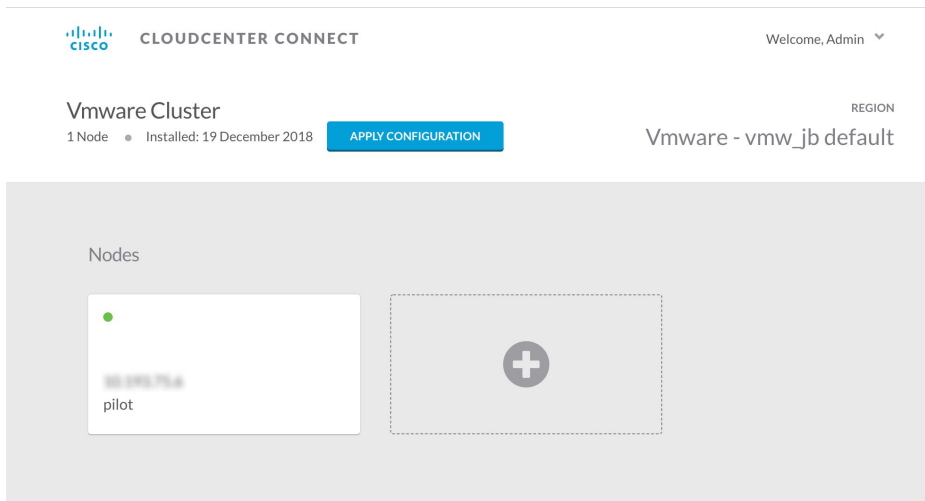 CISCO
CLOUDCENTER CONNECT
Welcome, Admin
Vmware Cluster
REGION
1 Node • Installed: 19 December 2018
APPLY CONFIGURATION
Vmware - vmw_jb default
Nodes
pilot